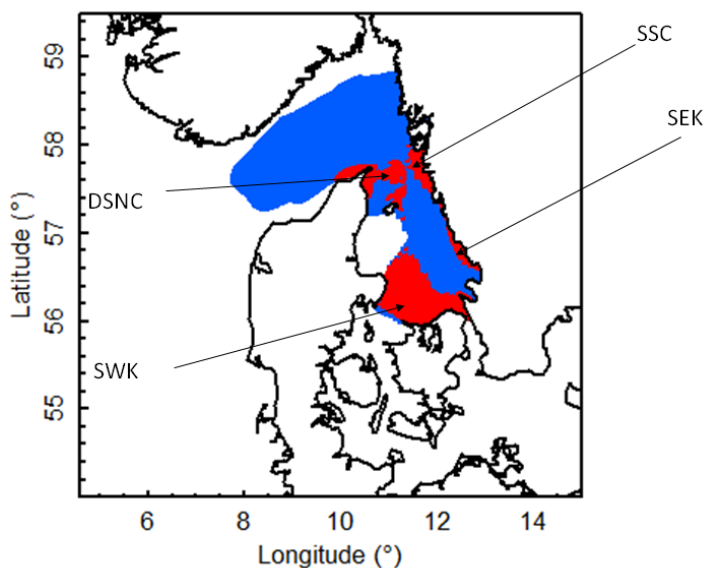 SSC
SEK
DSNC
SWK
Latitude (°)
59
58
57
56
55
6 8 10 12 14
Longitude (°)